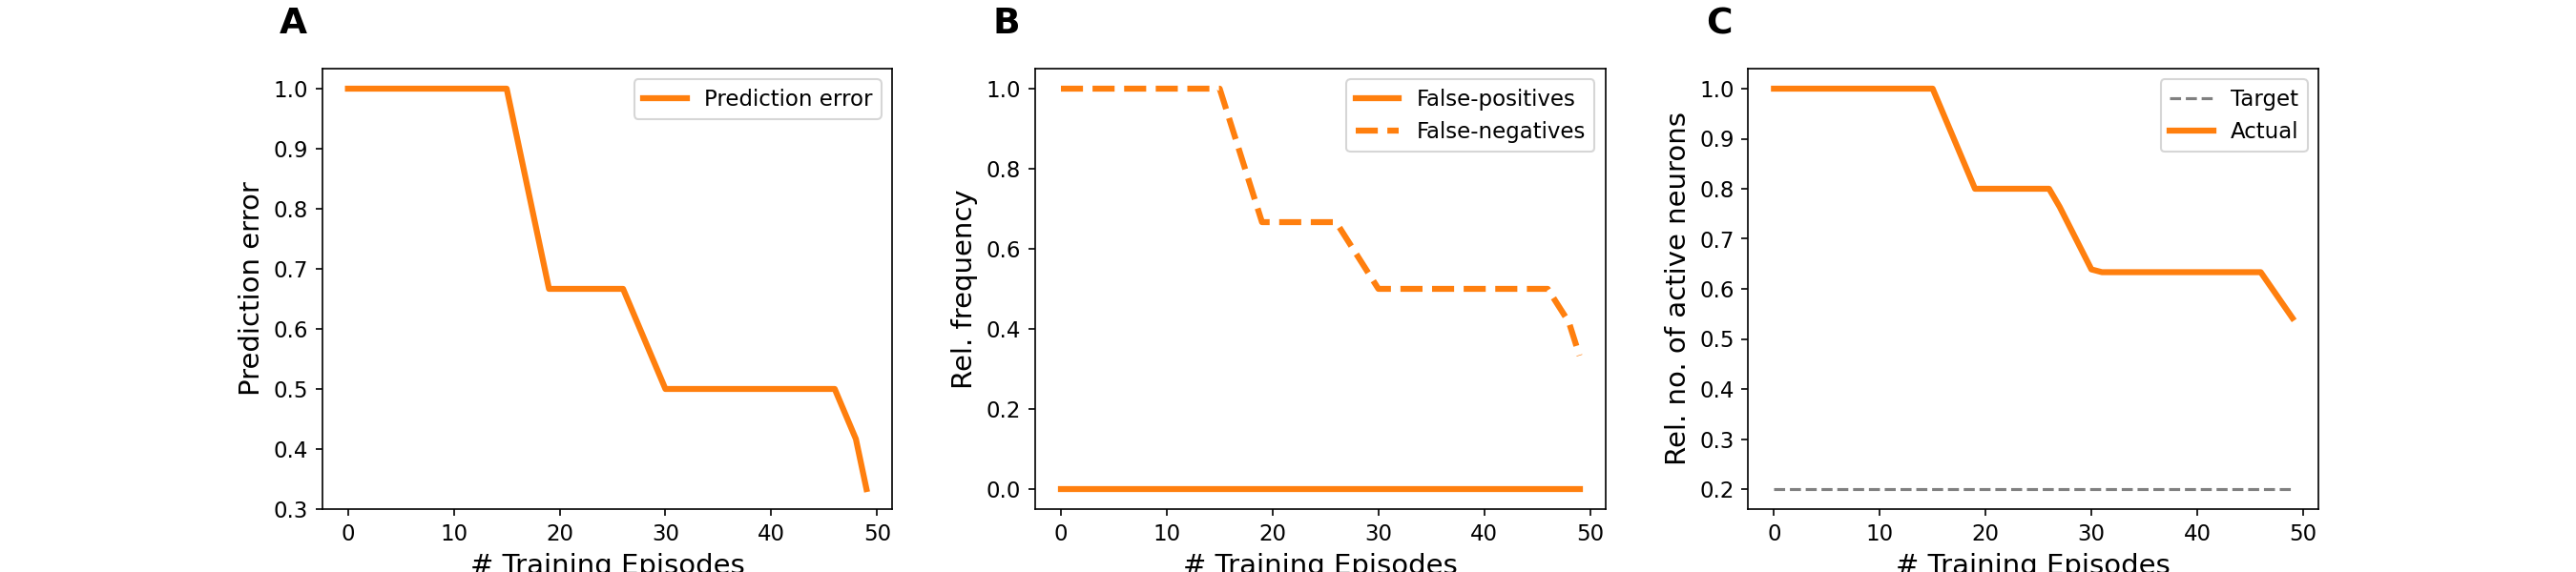 A
Prediction error
1.0
0.9
0.8
0.7
0.6
0.5
0.4
0.3
Prediction error
0 10 20 30 40 50
# Training Episodes
B
False-positives
False-negatives
1.0
0.8
0.6
0.4
0.2
0.0
Rel. frequency
0 10 20 30 40 50
# Training Episodes
C
Target
Actual
1.0
0.9
0.8
0.7
0.6
0.5
0.4
0.3
0.2
Rel. no. of active neurons
0 10 20 30 40 50
# Training Episodes